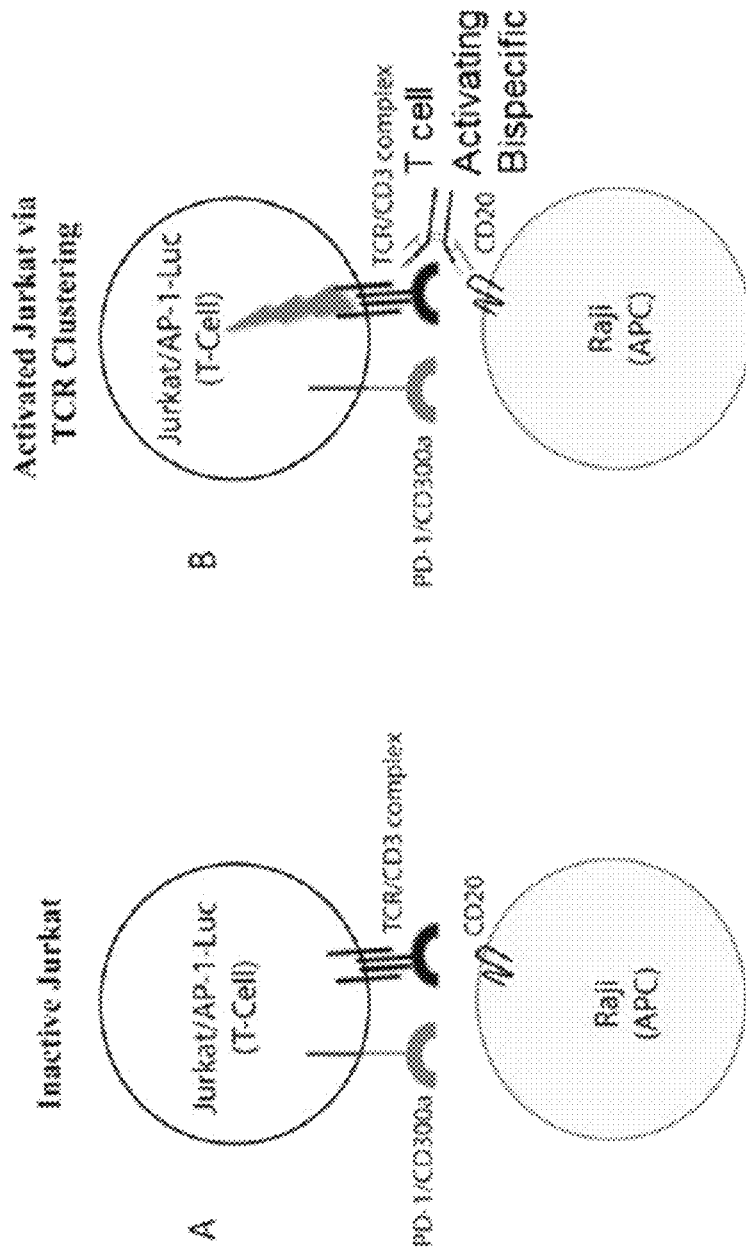 A
Inactive Jurkat
Jurkat/AP-1-Luc
(T-Cell)
PD-1/CD300a
TCR/CD3 complex
CD20
Raji
(APC)
B
Activated Jurkat via
TCR Clustering
Jurkat/AP-1-Luc
(T-Cell)
PD-1/CD300a
TCR/CD3 complex
T cell
Activating
Bispecific
CD20
Raji
(APC)